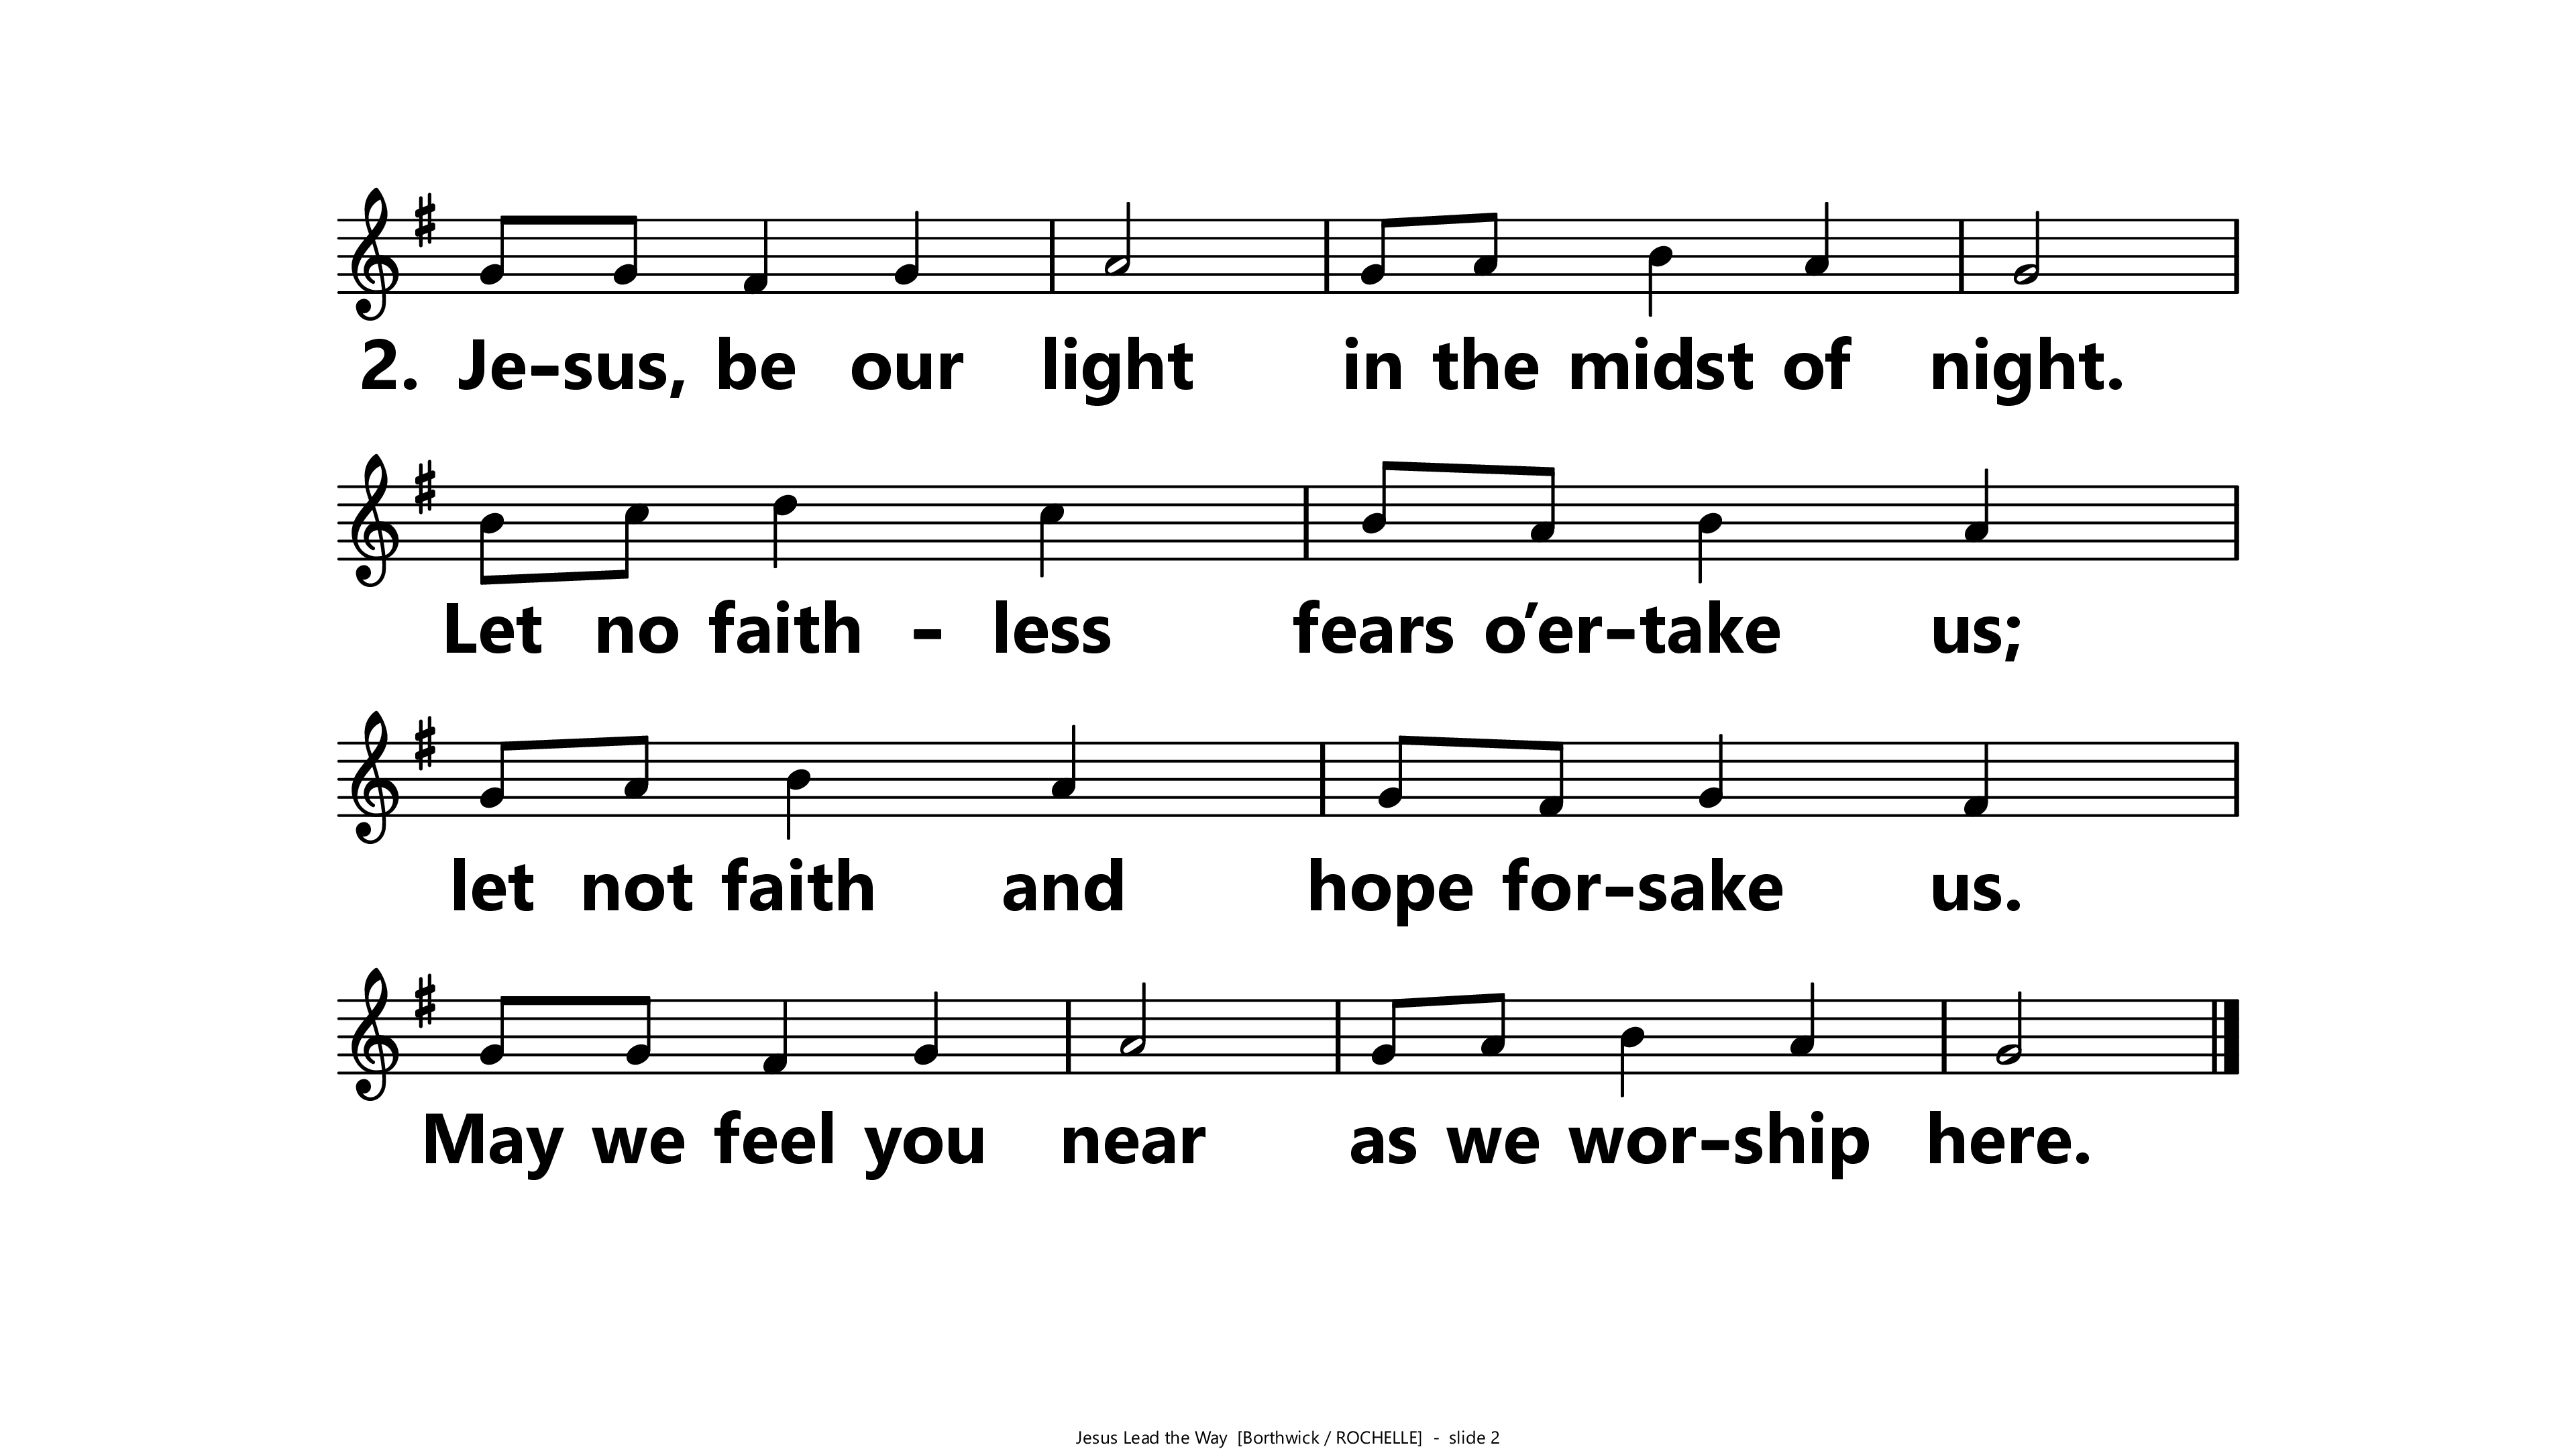 2. Je-sus, be our light in the midst of night.
Let no faith - less fears o’er-take us;
let not faith and hope for-sake us.
May we feel you near as we wor-ship here.
Jesus Lead the Way [Borthwick / ROCHELLE] - slide 2